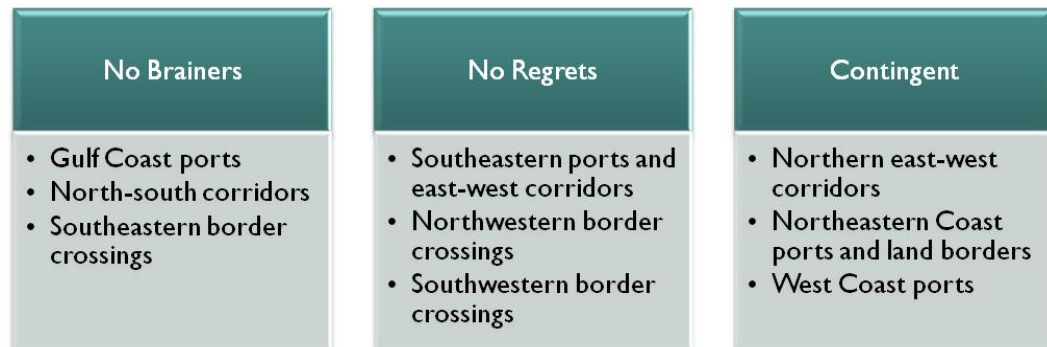 No Brainers
• Gulf Coast ports
• North-south corridors
• Southeastern border
crossings
No Regrets
• Southeastern ports and
east-west corridors
• Northwestern border
crossings
• Southwestern border
crossings
Contingent
• Northern east-west
corridors
• Northeastern Coast
ports and land borders
• West Coast ports